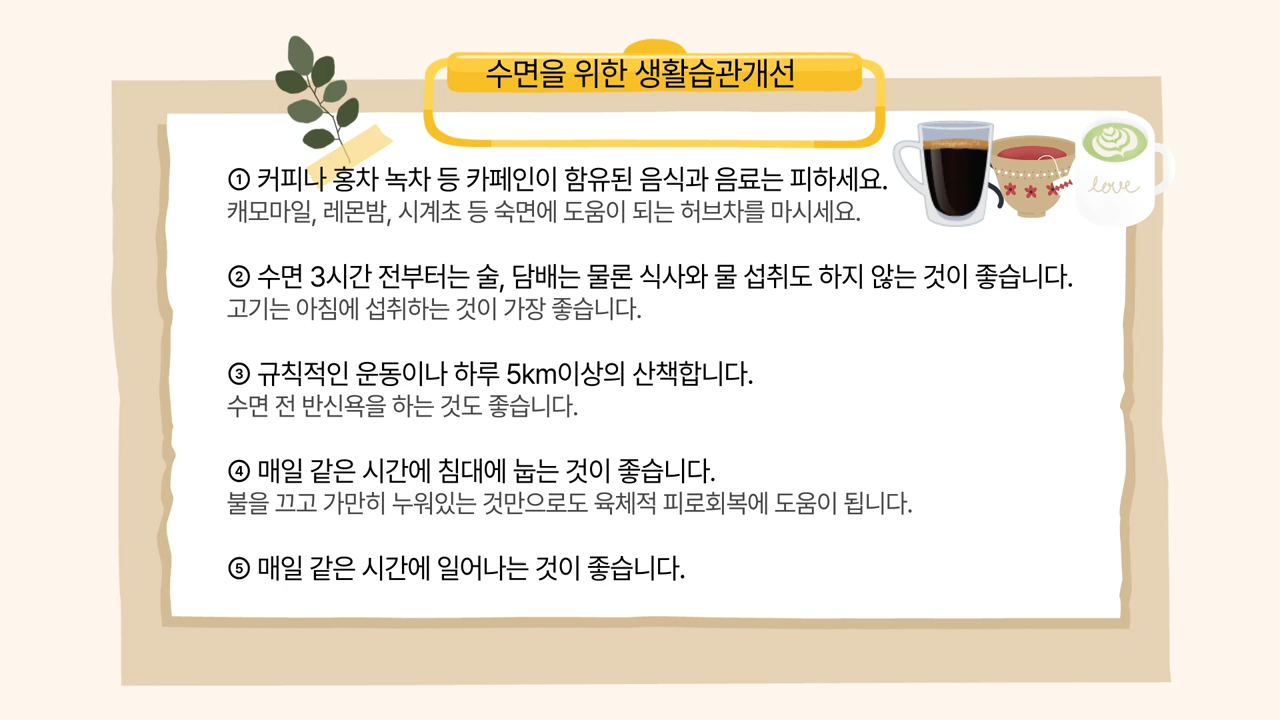 수면을 위한 생활습관개선
① 커피나 홍차 녹차 등 카페인이 함유된 음식과 음료는 피하세요.
캐모마일, 레몬밤, 시계초 등 숙면에 도움이 되는 허브차를 마시세요.
② 수면 3시간 전부터는 술, 담배는 물론 식사와 물 섭취도 하지 않는 것이 좋습니다.
고기는 아침에 섭취하는 것이 가장 좋습니다.
③ 규칙적인 운동이나 하루 5km이상의 산책합니다.
수면 전 반신욕을 하는 것도 좋습니다.
④ 매일 같은 시간에 침대에 눕는 것이 좋습니다.
불을 끄고 가만히 누워있는 것만으로도 육체적 피로회복에 도움이 됩니다.
⑤ 매일 같은 시간에 일어나는 것이 좋습니다.
love